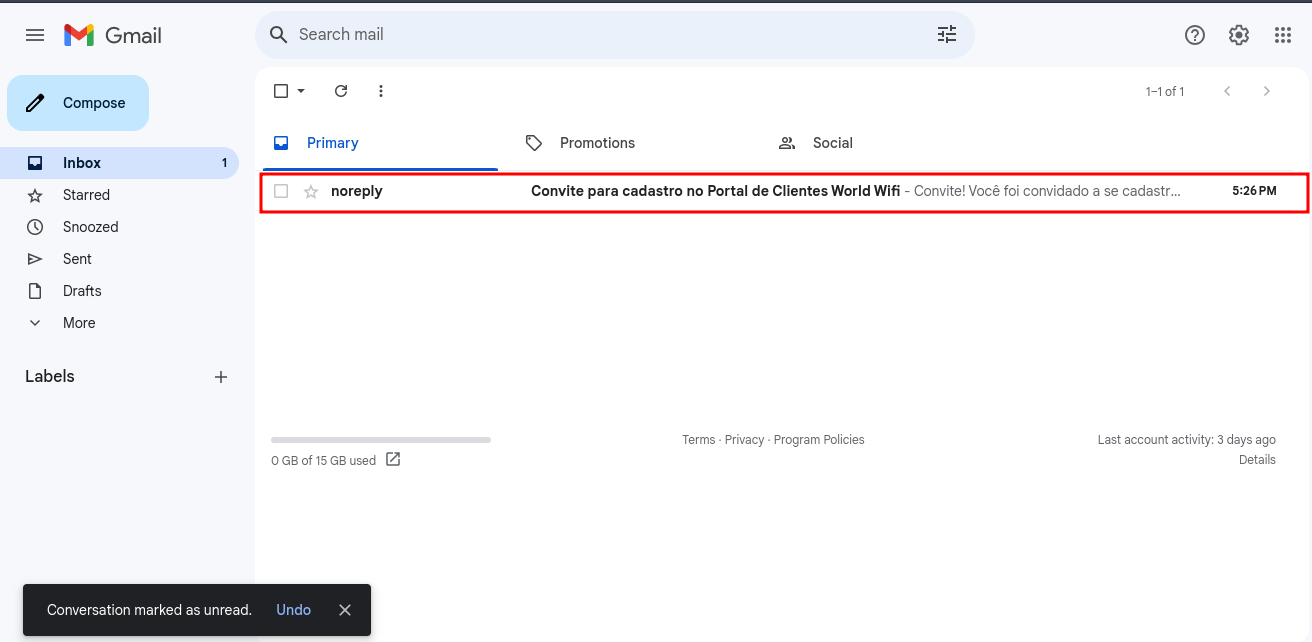 Gmail
Search mail
Compose
1–1 of 1
Primary
Promotions
Social
Inbox 1
noreply Convite para cadastro no Portal de Clientes World Wifi - Convite! Você foi convidado a se cadastr... 5:26 PM
Starred
Snoozed
Sent
Drafts
More
Labels
Terms · Privacy · Program Policies
Last account activity: 3 days ago
0 GB of 15 GB used
Details
Conversation marked as unread. Undo